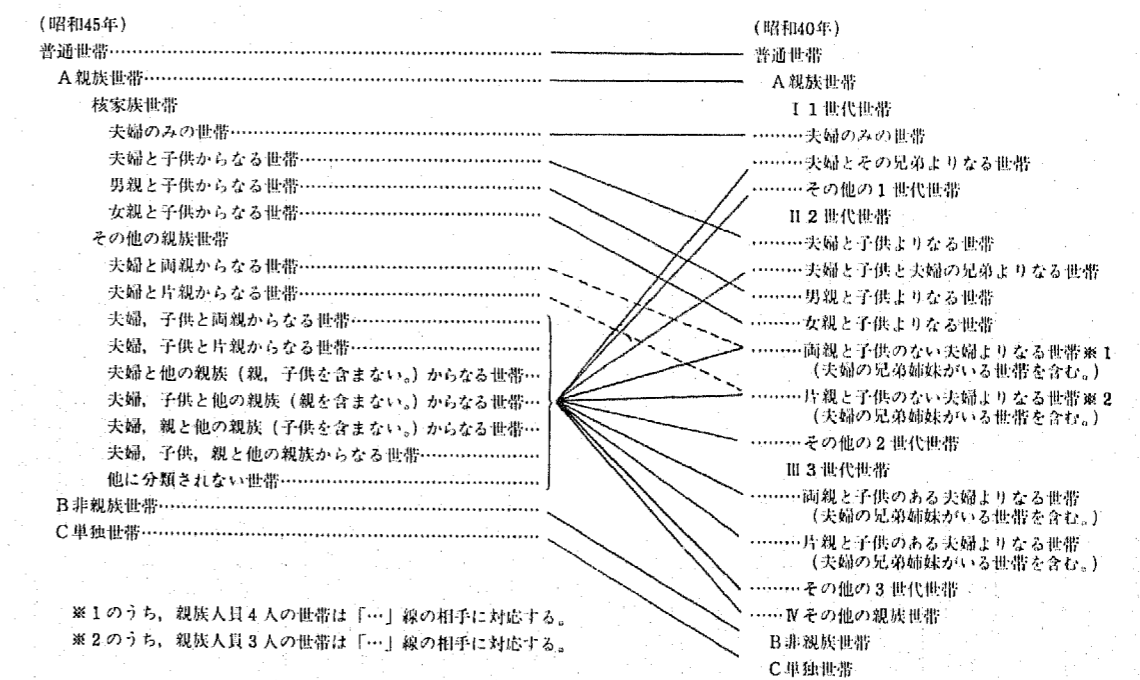 (昭和45年)
普通世帯
A親族世帯
核家族世帯
夫婦のみの世帯
夫婦と子供からなる世帯
男親と子供からなる世帯
女親と子供からなる世帯
その他の親族世帯
夫婦と両親からなる世帯
夫婦と片親からなる世帯
夫婦，子供と両親からなる世帯
夫婦，子供と片親からなる世帯
夫婦と他の親族（親，子供を含まない。）からなる世帯
夫婦，子供と他の親族（親を含まない。）からなる世帯
夫婦，親と他の親族（子供を含まない。）からなる世帯
夫婦，子供，親と他の親族からなる世帯
他に分類されない世帯
B非親族世帯
C単独世帯
※1のうち，親族人員4人の世帯は「…」線の相手に対応する。
※2のうち，親族人員3人の世帯は「…」線の相手に対応する。
(昭和40年)
普通世帯
A親族世帯
I 1世代世帯
夫婦のみの世帯
夫婦とその兄弟よりなる世帯
その他の1世代世帯
II 2世代世帯
夫婦と子供よりなる世帯
夫婦と子供と夫婦の兄弟よりなる世帯
男親と子供よりなる世帯
女親と子供よりなる世帯
両親と子供のない夫婦よりなる世帯※1
（夫婦の兄弟姉妹がいる世帯を含む。）
片親と子供のない夫婦よりなる世帯※2
（夫婦の兄弟姉妹がいる世帯を含む。）
その他の2世代世帯
III 3世代世帯
両親と子供のある夫婦よりなる世帯
（夫婦の兄弟姉妹がいる世帯を含む。）
片親と子供のある夫婦よりなる世帯
（夫婦の兄弟姉妹がいる世帯を含む。）
その他の3世代世帯
IVその他の親族世帯
B非親族世帯
C単独世帯